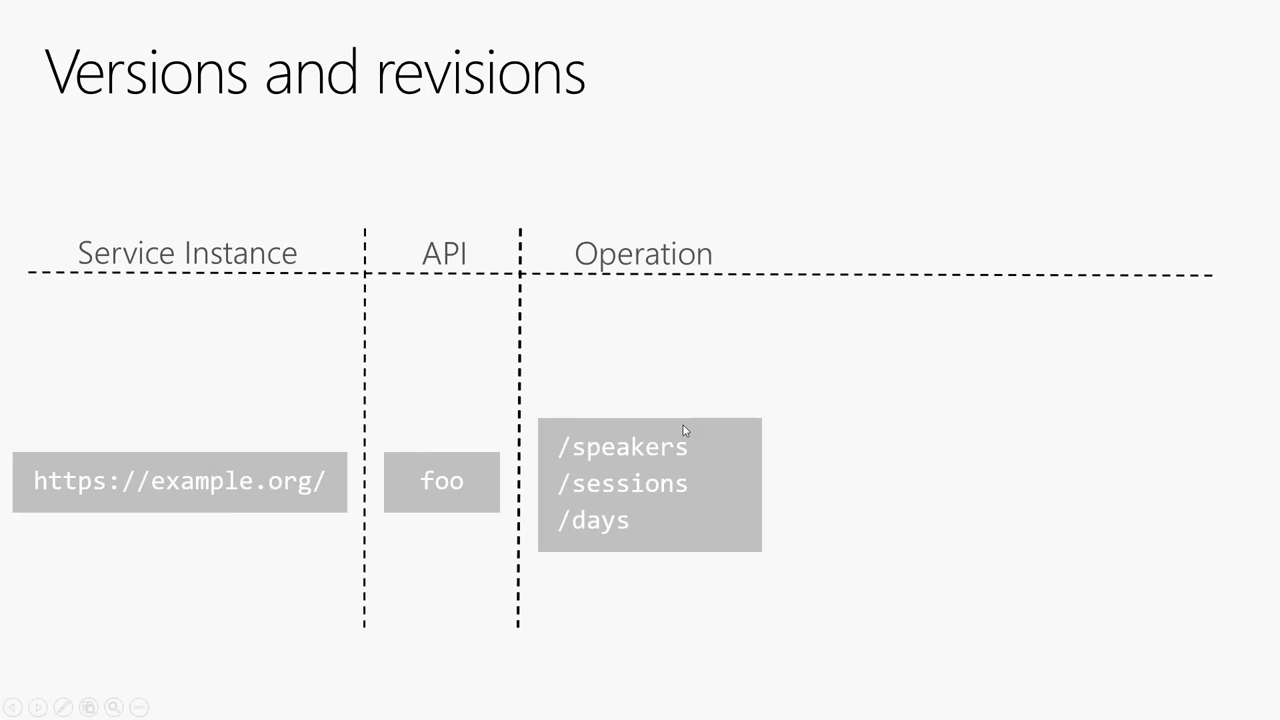 Versions and revisions
Service Instance
API
Operation
https://example.org/
foo
/speakers
/sessions
/days